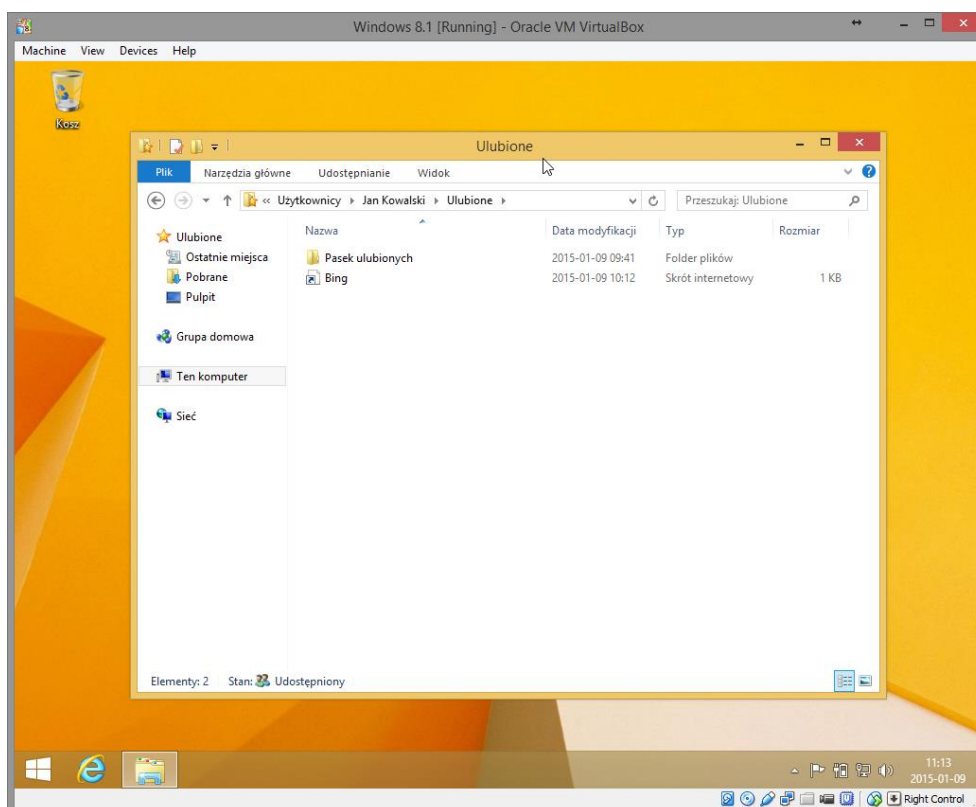 Windows 8.1 [Running] - Oracle VM VirtualBox
Machine View Devices Help
Kosz
Ulubione
Plik Narzędzia główne Udostępnianie Widok
« Użytkownicy Jan Kowalski Ulubione Przeszukaj: Ulubione
Ulubione Nazwa Data modyfikacji Typ Rozmiar
Ostatnie miejsca Pasek ulubionych 2015-01-09 09:41 Folder plików
Pobrane Bing 2015-01-09 10:12 Skrót internetowy 1 KB
Pulpit
Grupa domowa
Ten komputer
Sieć
Elementy: 2 Stan: Udostępniony
11:13
2015-01-09
Right Control